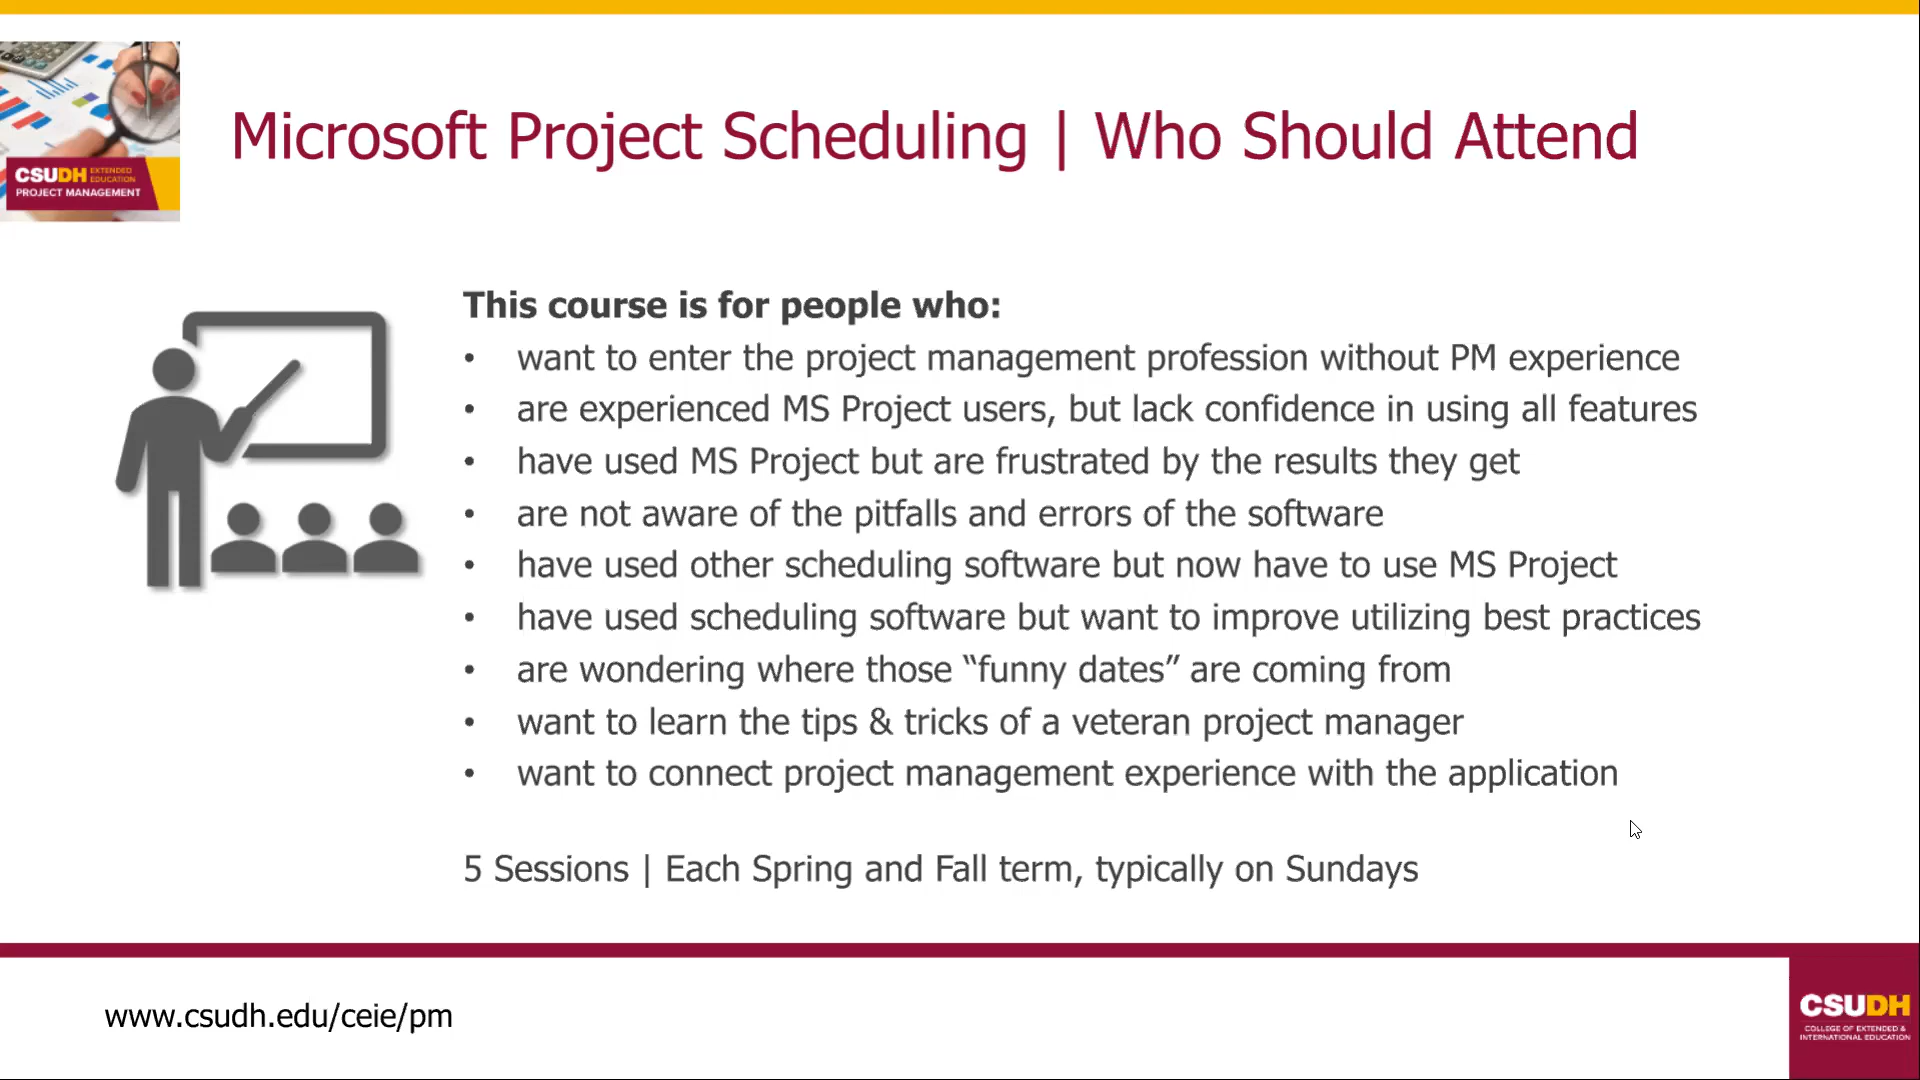 CSUDH EXTENDED EDUCATION
PROJECT MANAGEMENT
Microsoft Project Scheduling | Who Should Attend
This course is for people who:
• want to enter the project management profession without PM experience
• are experienced MS Project users, but lack confidence in using all features
• have used MS Project but are frustrated by the results they get
• are not aware of the pitfalls and errors of the software
• have used other scheduling software but now have to use MS Project
• have used scheduling software but want to improve utilizing best practices
• are wondering where those “funny dates” are coming from
• want to learn the tips & tricks of a veteran project manager
• want to connect project management experience with the application
5 Sessions | Each Spring and Fall term, typically on Sundays
www.csudh.edu/ceie/pm
CSUDH
COLLEGE OF EXTENDED &
INTERNATIONAL EDUCATION